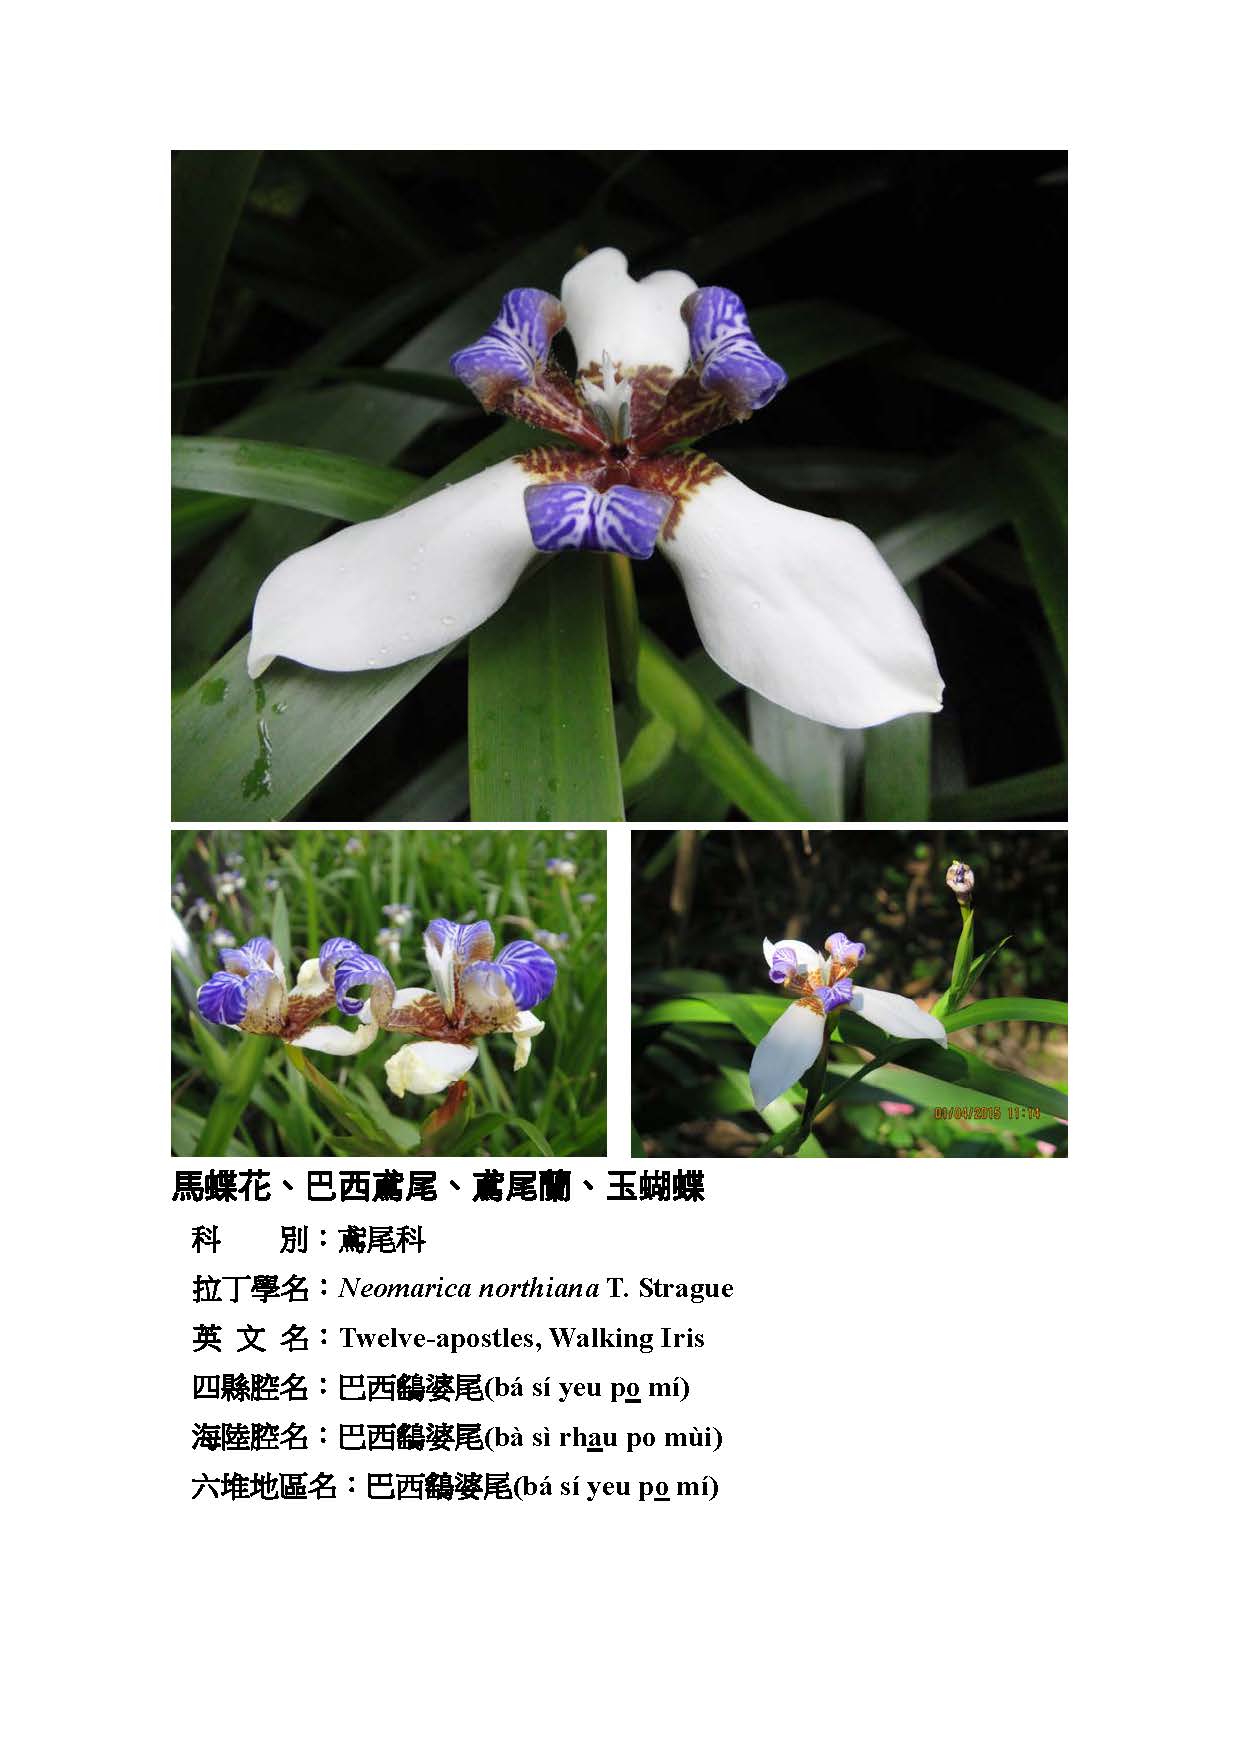 01/04/2015 11:14
馬蝶花、巴西鳶尾、鳶尾蘭、玉蝴蝶
科　　別：鳶尾科
拉丁學名：Neomarica northiana T. Strague
英 文 名：Twelve-apostles, Walking Iris
四縣腔名：巴西鷂婆尾(bá sí yeu po mí)
海陸腔名：巴西鷂婆尾(bà sì rhau po mùi)
六堆地區名：巴西鷂婆尾(bá sí yeu po mí)